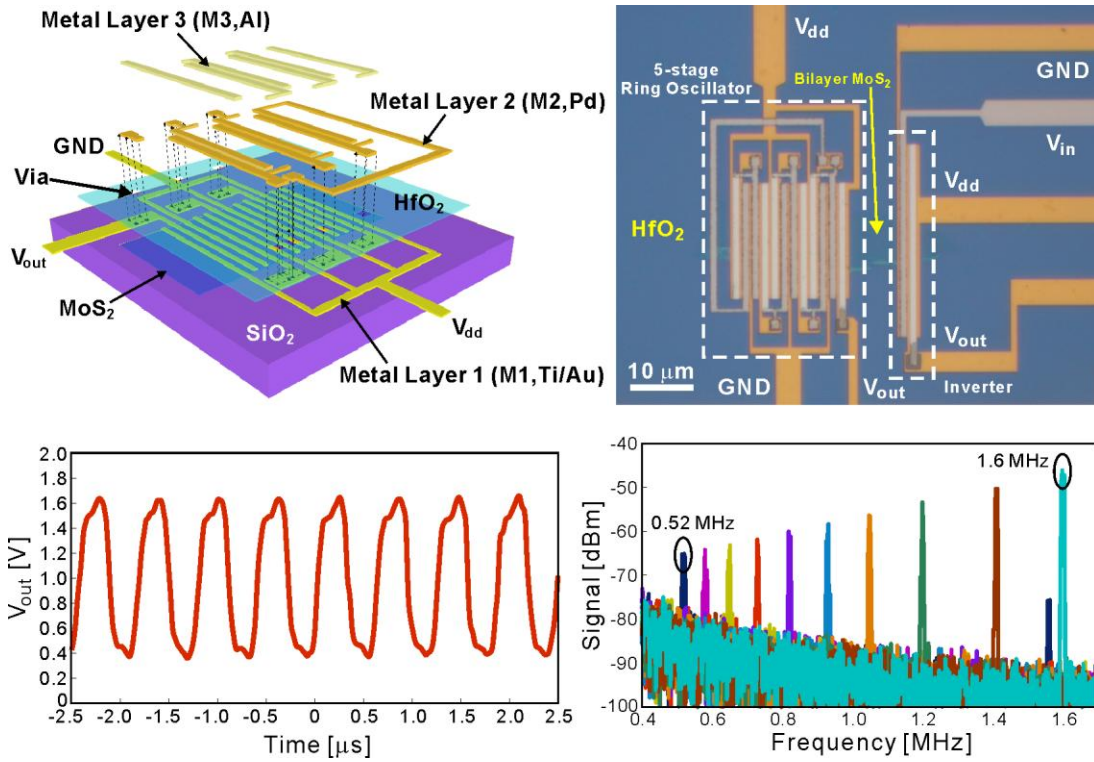 Metal Layer 3 (M3,Al)
Metal Layer 2 (M2,Pd)
GND
Via
HfO₂
Vout
MoS₂
SiO₂
Vdd
Metal Layer 1 (M1,Ti/Au)
Vdd
5-stage
Ring Oscillator
Bilayer MoS₂
GND
Vin
Vdd
HfO₂
Vout
10 μm
GND
Vout
Inverter
2.0
1.8
1.6
1.4
1.2
1.0
0.8
0.6
0.4
0.2
0
Vout [V]
-2.5 -2.0 -1.5 -1.0 -0.5 0 0.5 1.0 1.5 2.0 2.5
Time [μs]
-40
-50
-60
-70
-80
-90
-100
Signal [dBm]
0.52 MHz
1.6 MHz
0.4 0.6 0.8 1.0 1.2 1.4 1.6
Frequency [MHz]